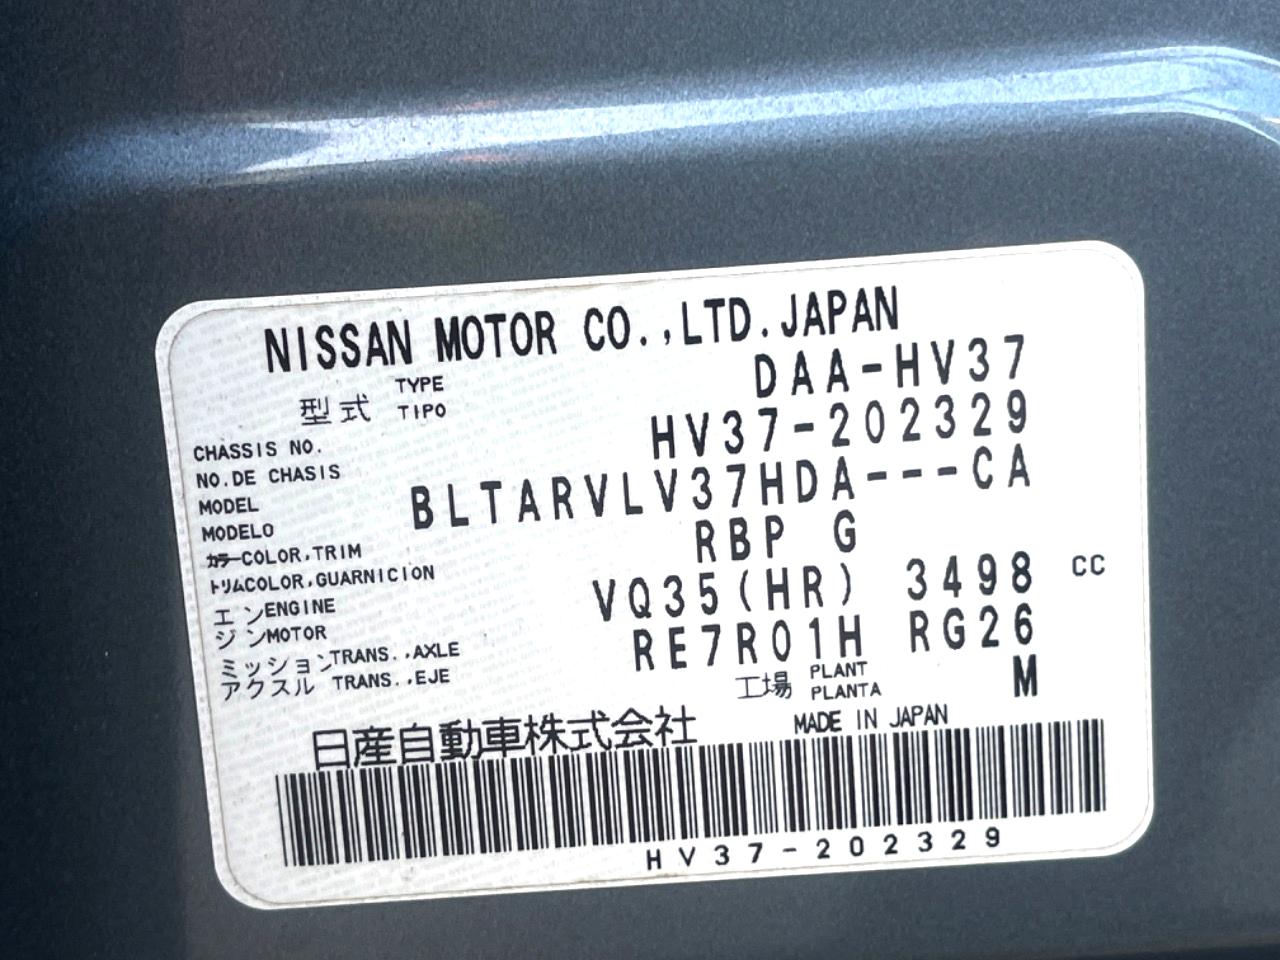 NISSAN MOTOR CO.,LTD.JAPAN
型式 TYPE TIPO DAA-HV37
CHASSIS NO.
NO.DE CHASIS HV37-202329
MODEL
MODELO BLTARVLV37HDA---CA
カラーCOLOR,TRIM
トリムCOLOR,GUARNICION RBP G
エンENGINE
ジンMOTOR VQ35(HR) 3498 CC
ミッションTRANS.,AXLE
アクスル TRANS.,EJE RE7R01H RG26
工場 PLANT PLANTA M
日産自動車株式会社 MADE IN JAPAN
HV37-202329